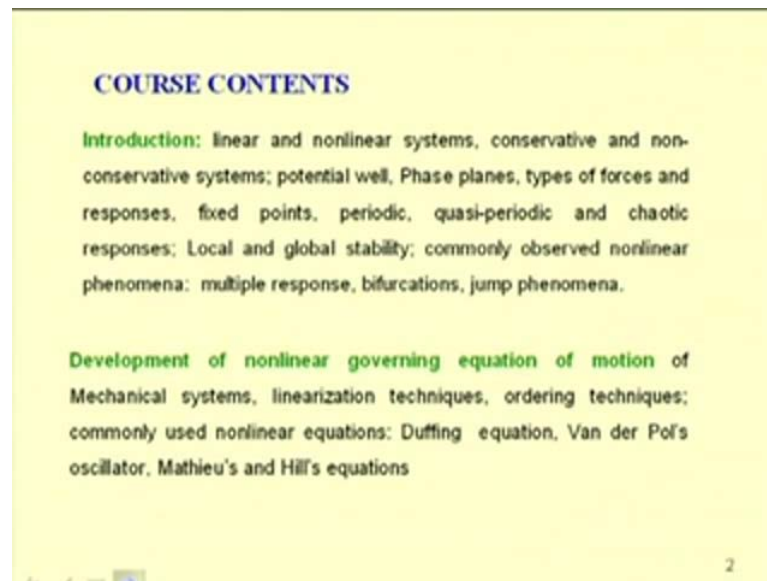 COURSE CONTENTS
Introduction: linear and nonlinear systems, conservative and non-
conservative systems; potential well, Phase planes, types of forces and
responses, fixed points, periodic, quasi-periodic and chaotic
responses; Local and global stability; commonly observed nonlinear
phenomena: multiple response, bifurcations, jump phenomena.
Development of nonlinear governing equation of motion of
Mechanical systems, linearization techniques, ordering techniques;
commonly used nonlinear equations: Duffing equation, Van der Pol's
oscillator, Mathieu's and Hill's equations
2